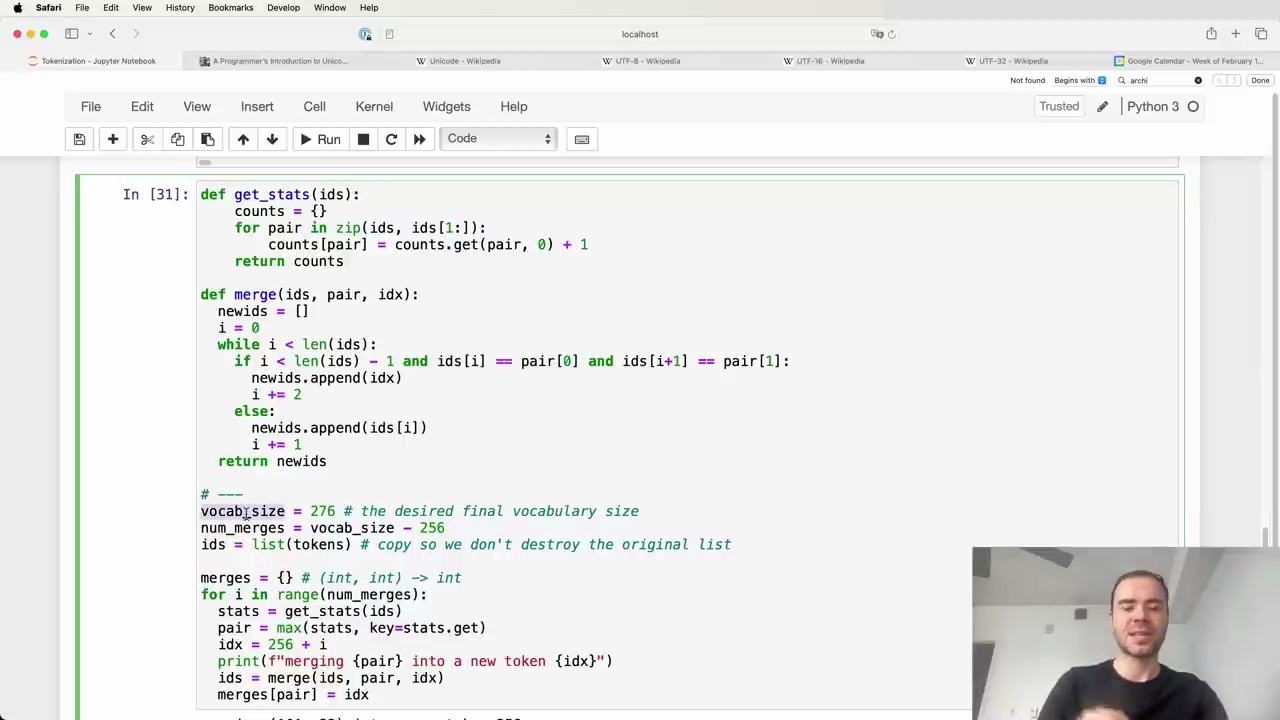 Safari File Edit View History Bookmarks Develop Window Help
localhost
Tokenization - Jupyter Notebook A Programmer's Introduction to Unico... Unicode - Wikipedia UTF-8 - Wikipedia UTF-16 - Wikipedia UTF-32 - Wikipedia Google Calendar - Week of February 1...
Not found Begins with archi Done
File Edit View Insert Cell Kernel Widgets Help Trusted Python 3
Run Code
In [31]: def get_stats(ids):
counts = {}
for pair in zip(ids, ids[1:]):
counts[pair] = counts.get(pair, 0) + 1
return counts
def merge(ids, pair, idx):
newids = []
i = 0
while i < len(ids):
if i < len(ids) - 1 and ids[i] == pair[0] and ids[i+1] == pair[1]:
newids.append(idx)
i += 2
else:
newids.append(ids[i])
i += 1
return newids
# ---
vocab_size = 276 # the desired final vocabulary size
num_merges = vocab_size - 256
ids = list(tokens) # copy so we don't destroy the original list
merges = {} # (int, int) -> int
for i in range(num_merges):
stats = get_stats(ids)
pair = max(stats, key=stats.get)
idx = 256 + i
print(f"merging {pair} into a new token {idx}")
ids = merge(ids, pair, idx)
merges[pair] = idx